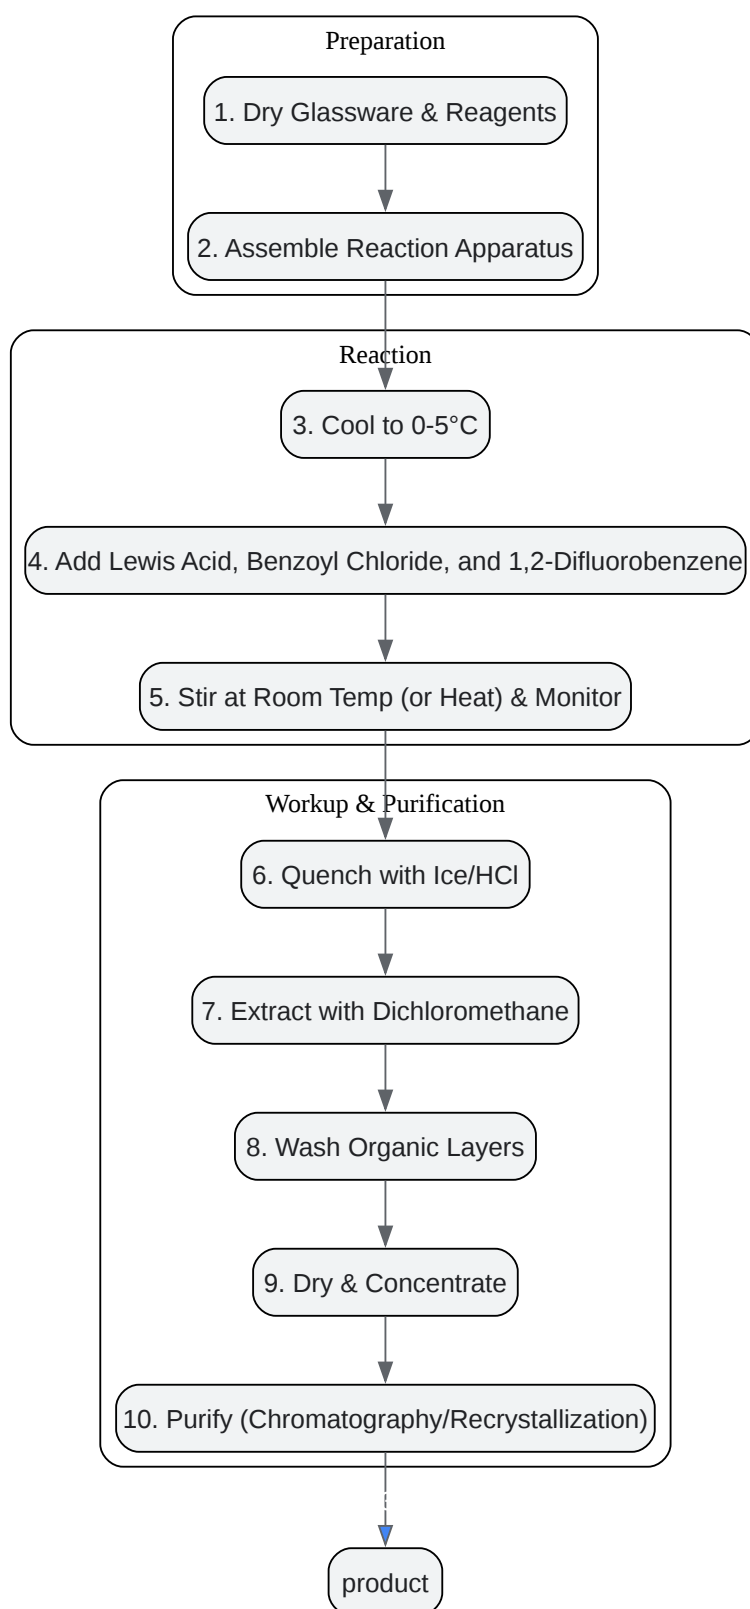 Preparation
1. Dry Glassware & Reagents
2. Assemble Reaction Apparatus
Reaction
3. Cool to 0-5°C
4. Add Lewis Acid, Benzoyl Chloride, and 1,2-Difluorobenzene
5. Stir at Room Temp (or Heat) & Monitor
Workup & Purification
6. Quench with Ice/HCl
7. Extract with Dichloromethane
8. Wash Organic Layers
9. Dry & Concentrate
10. Purify (Chromatography/Recrystallization)
product